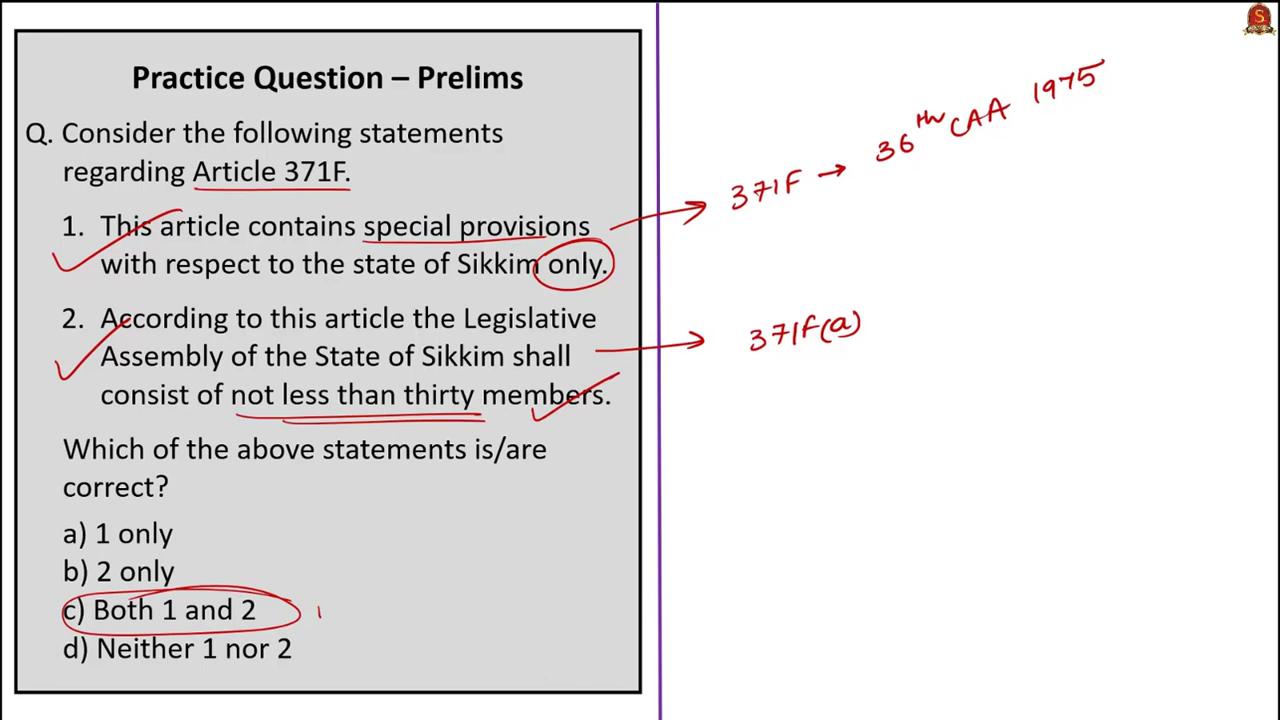 Practice Question – Prelims
Q. Consider the following statements
regarding Article 371F.
1. This article contains special provisions
with respect to the state of Sikkim only.
2. According to this article the Legislative
Assembly of the State of Sikkim shall
consist of not less than thirty members.
Which of the above statements is/are
correct?
a) 1 only
b) 2 only
c) Both 1 and 2
d) Neither 1 nor 2
371F → 36th CAA 1975
371F(a)
S